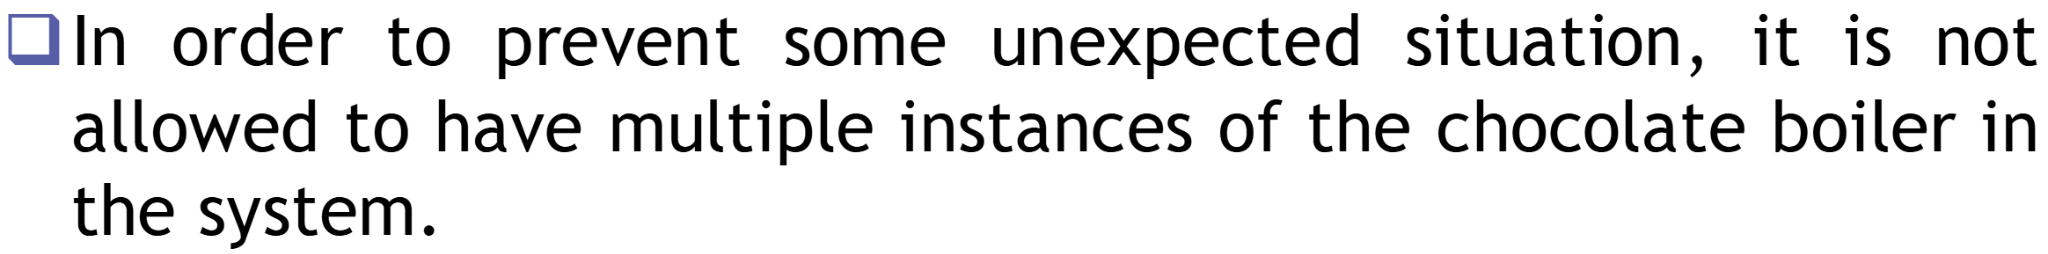 In order to prevent some unexpected situation, it is not
allowed to have multiple instances of the chocolate boiler in
the system.